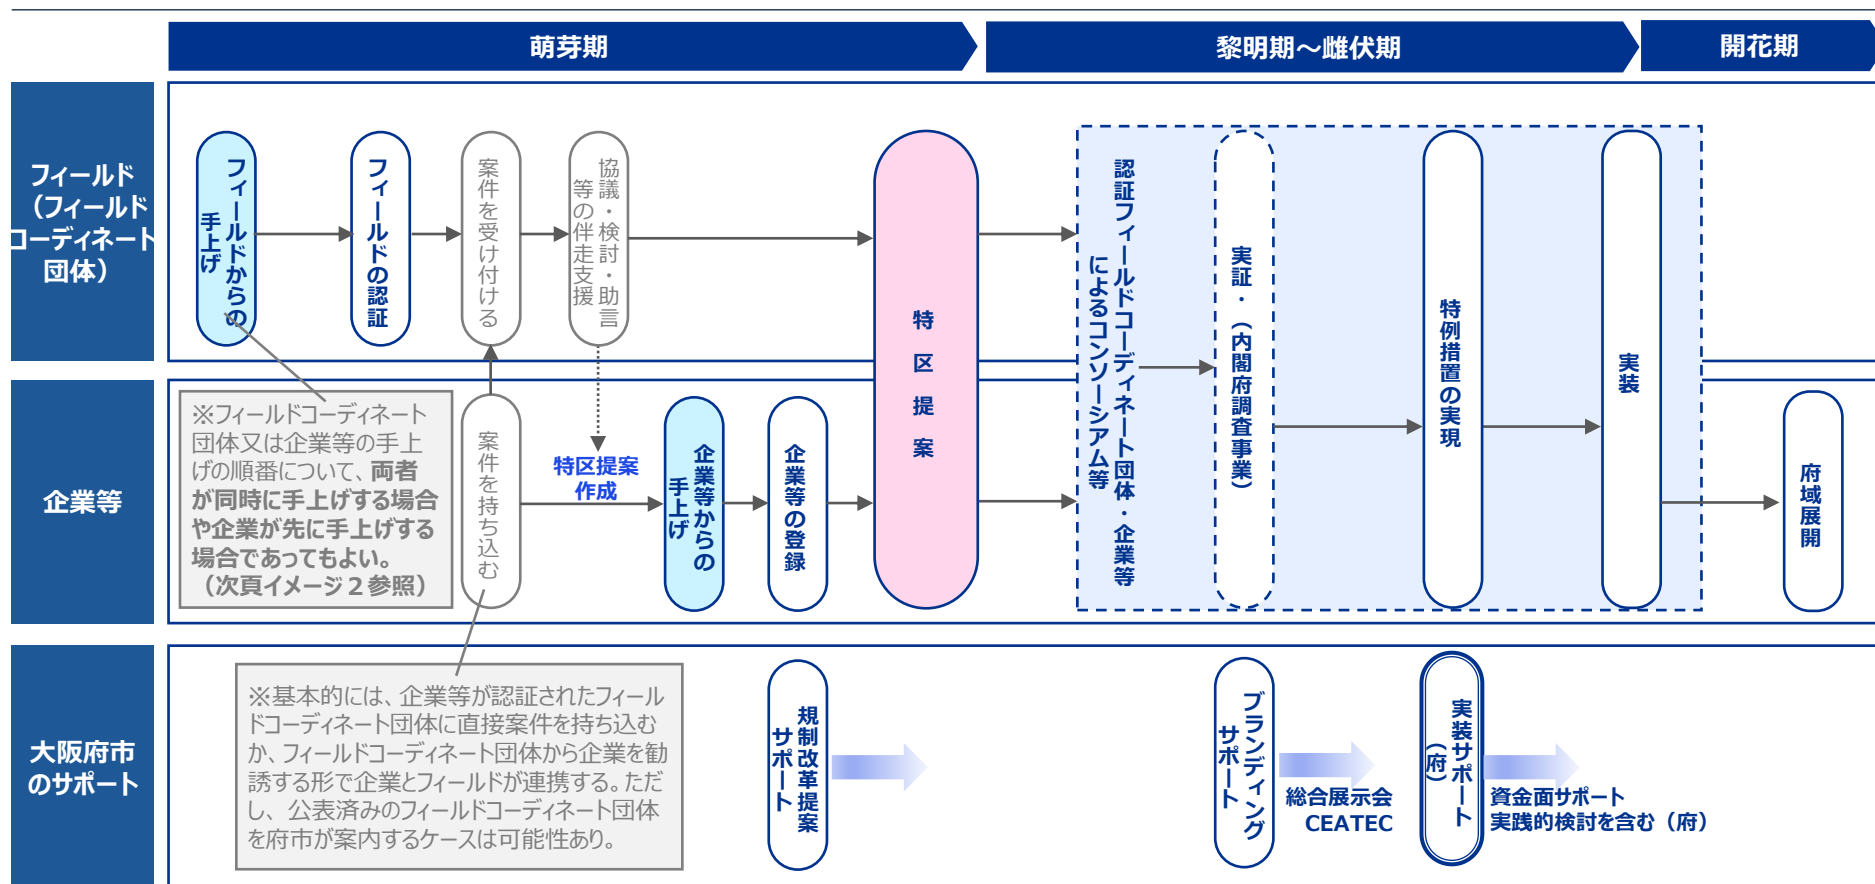 萌芽期
黎明期～雌伏期
開花期
フィールド
（フィールド
コーディネート
団体）
フィールドからの
手上げ
フィールドの認証
案件を受け付ける
協議・検討・助言
等の伴走支援
特区提案
認証フィールドコーディネート団体・企業等
によるコンソーシアム等
実証・（内閣府調査事業）
特例措置の実現
実装
企業等
※フィールドコーディネート
団体又は企業等の手上
げの順番について、両者
が同時に手上げする場合
や企業が先に手上げする
場合であってもよい。
（次頁イメージ２参照）
案件を持ち込む
特区提案
作成
企業等からの
手上げ
企業等の登録
府域展開
大阪府市
のサポート
※基本的には、企業等が認証されたフィール
ドコーディネート団体に直接案件を持ち込む
か、フィールドコーディネート団体から企業を勧
誘する形で企業とフィールドが連携する。ただ
し、公表済みのフィールドコーディネート団体
を府市が案内するケースは可能性あり。
規制改革提案
サポート
ブランディング
サポート
総合展示会
CEATEC
実装サポート
（府）
資金面サポート
実践的検討を含む（府）